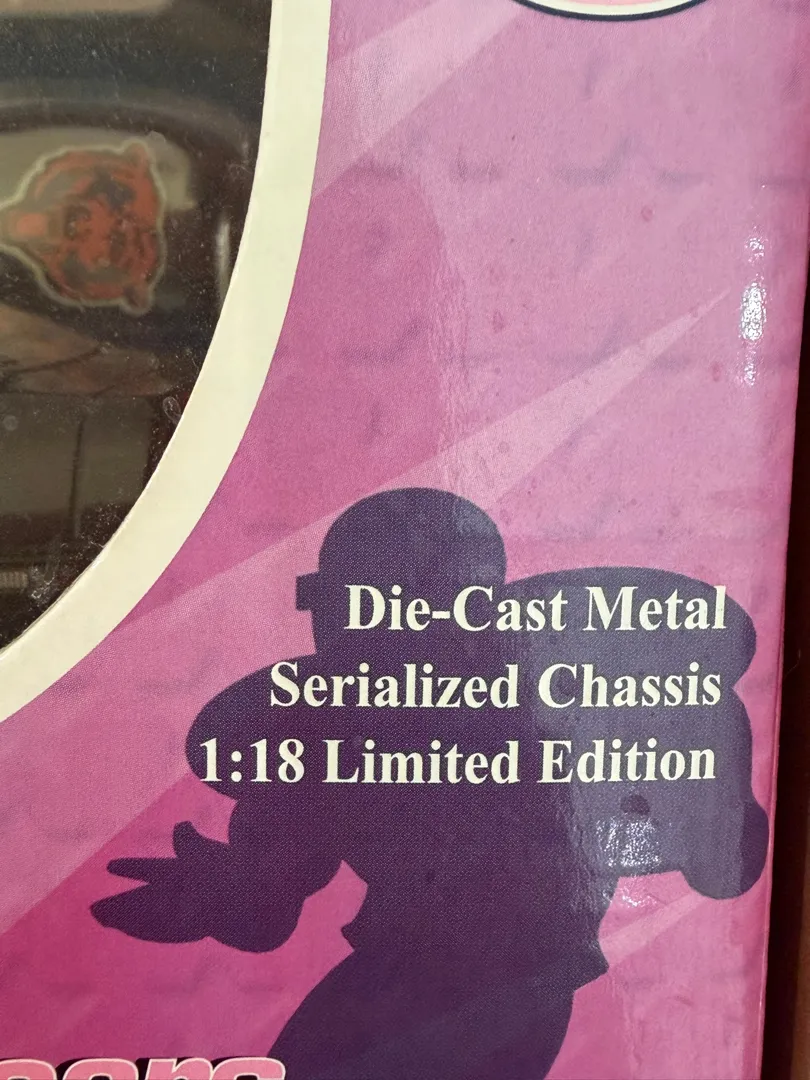 Die-Cast Metal
Serialized Chassis
1:18 Limited Edition